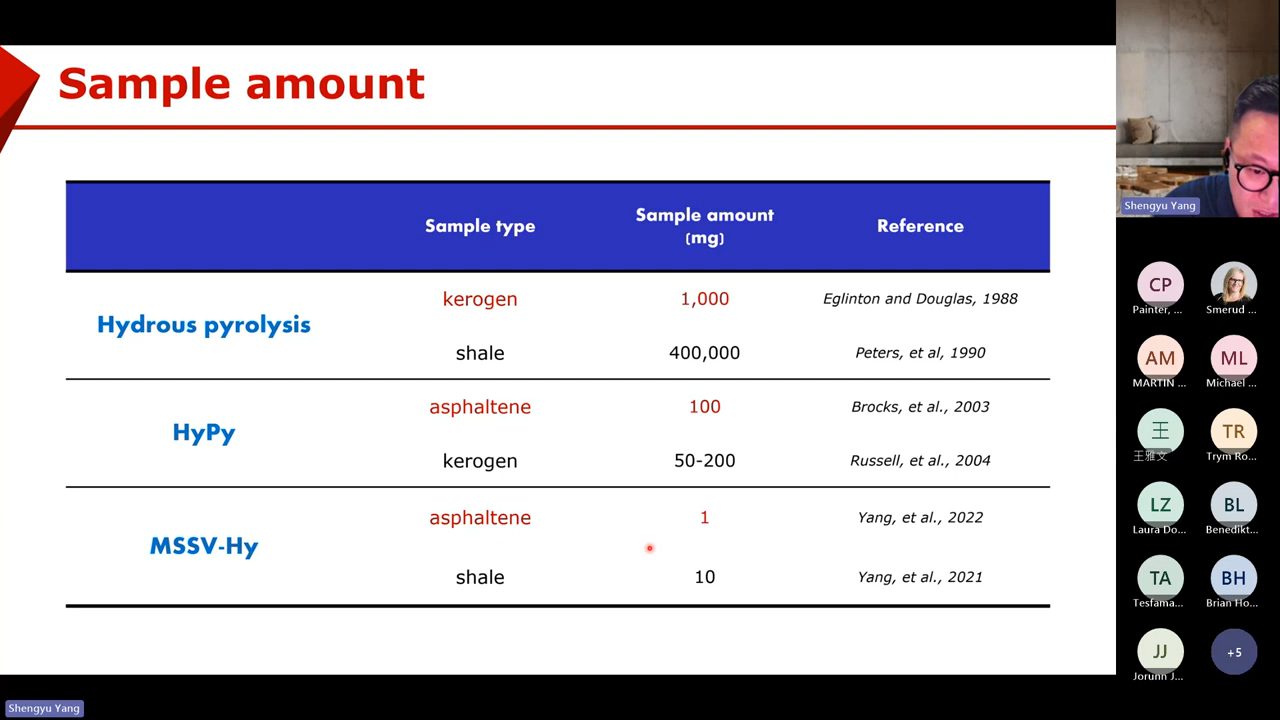 Sample amount
Sample type
Sample amount
(mg)
Reference
Hydrous pyrolysis
kerogen
1,000
Eglinton and Douglas, 1988
shale
400,000
Peters, et al, 1990
HyPy
asphaltene
100
Brocks, et al., 2003
kerogen
50-200
Russell, et al., 2004
MSSV-Hy
asphaltene
1
Yang, et al., 2022
shale
10
Yang, et al., 2021
Shengyu Yang
CP
Painter, ...
Smerud ...
AM
MARTIN ...
ML
Michael ...
王
王雅文
TR
Trym Ro...
LZ
Laura Do...
BL
Benedikt...
TA
Tesfama...
BH
Brian Ho...
JJ
Jorunn J...
+5
Shengyu Yang